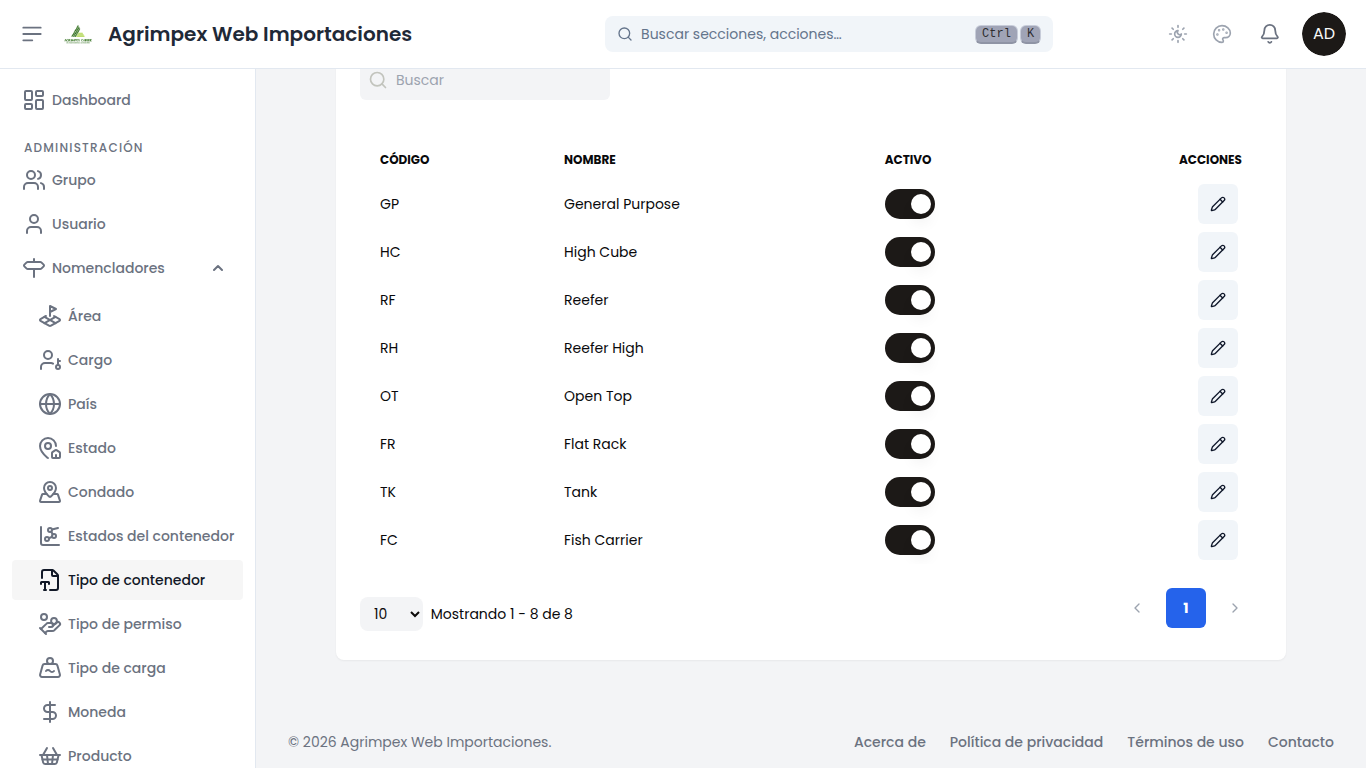 Agrimpex Web Importaciones
Buscar secciones, acciones...
Ctrl K
AD
Dashboard
ADMINISTRACIÓN
Grupo
Usuario
Nomencladores
Área
Cargo
País
Estado
Condado
Estados del contenedor
Tipo de contenedor
Tipo de permiso
Tipo de carga
Moneda
Producto
Buscar
CÓDIGO NOMBRE ACTIVO ACCIONES
GP General Purpose
HC High Cube
RF Reefer
RH Reefer High
OT Open Top
FR Flat Rack
TK Tank
FC Fish Carrier
10 Mostrando 1 - 8 de 8
1
© 2026 Agrimpex Web Importaciones.
Acerca de Política de privacidad Términos de uso Contacto